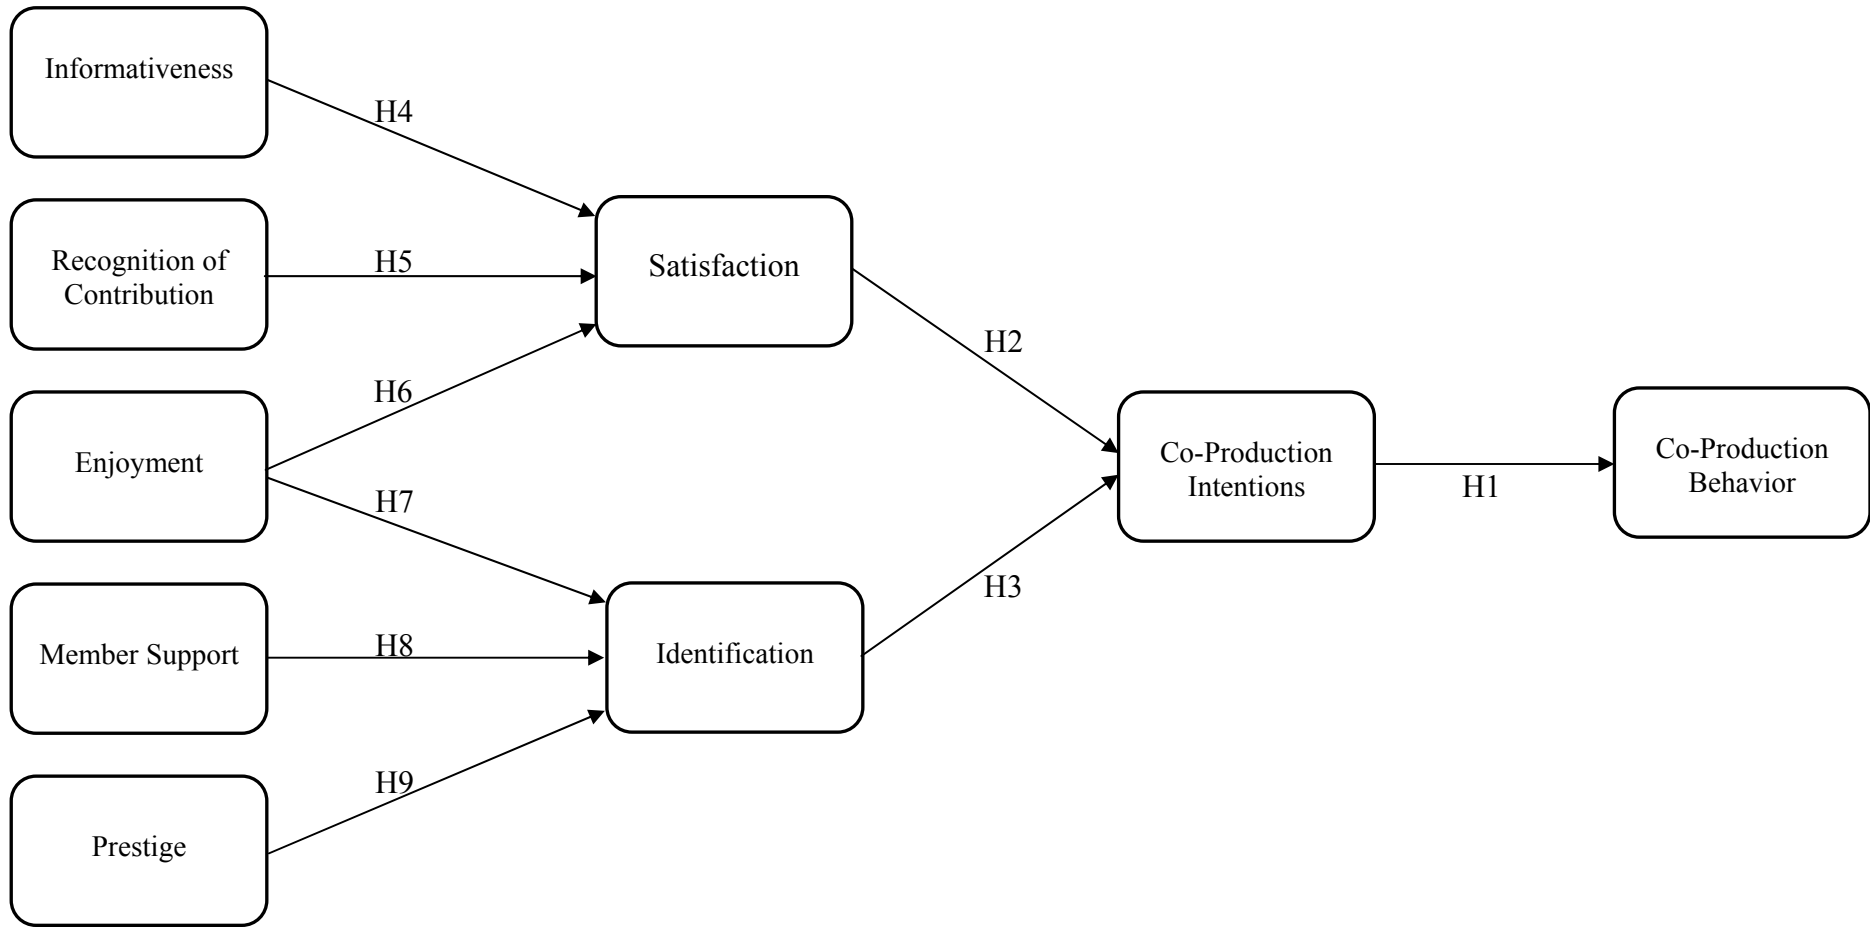 Informativeness
H4
Recognition of
Contribution
H5
Satisfaction
H6
H2
Enjoyment
H7
Co-Production
Intentions
H1
Co-Production
Behavior
H3
Member Support
H8
Identification
H9
Prestige